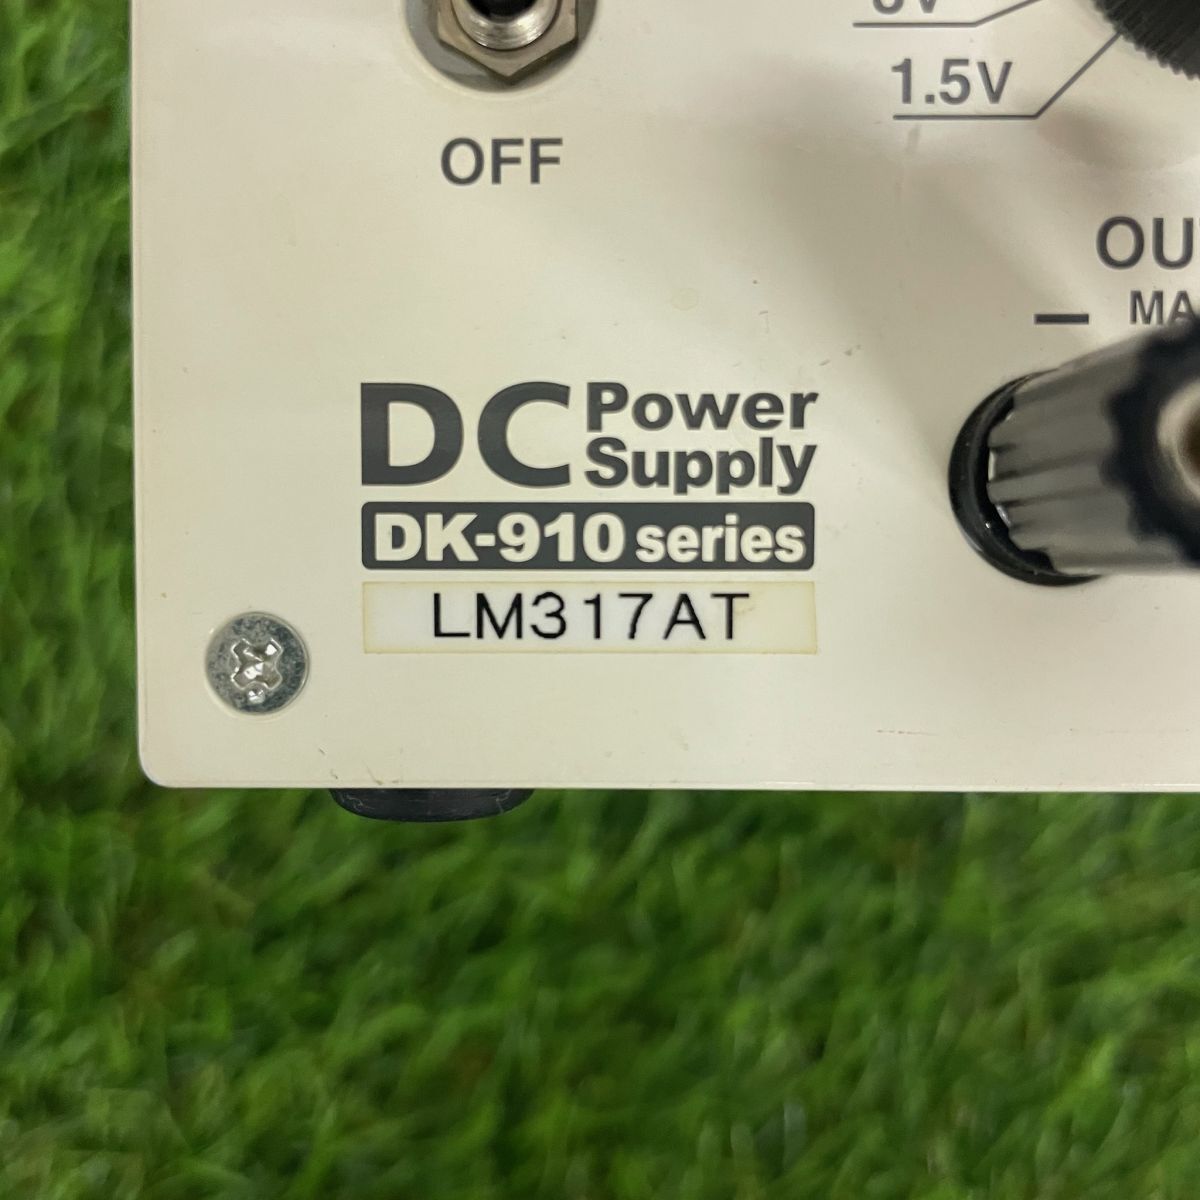 1.5V
OFF
DC Power
Supply
DK-910 series
LM317AT